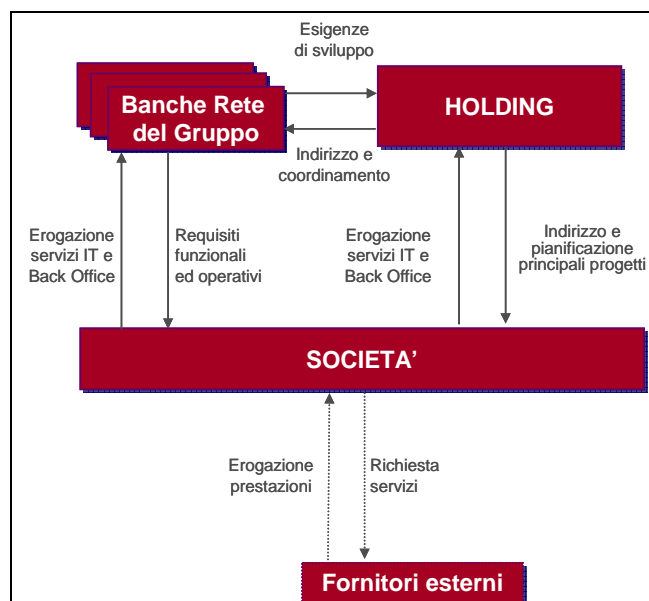 Esigenze
di sviluppo
Banche Rete
del Gruppo
HOLDING
Indirizzo e
coordinamento
Erogazione
servizi IT e
Back Office
Requisiti
funzionali
ed operativi
Erogazione
servizi IT e
Back Office
Indirizzo e
pianificazione
principali progetti
SOCIETA’
Erogazione
prestazioni
Richiesta
servizi
Fornitori esterni